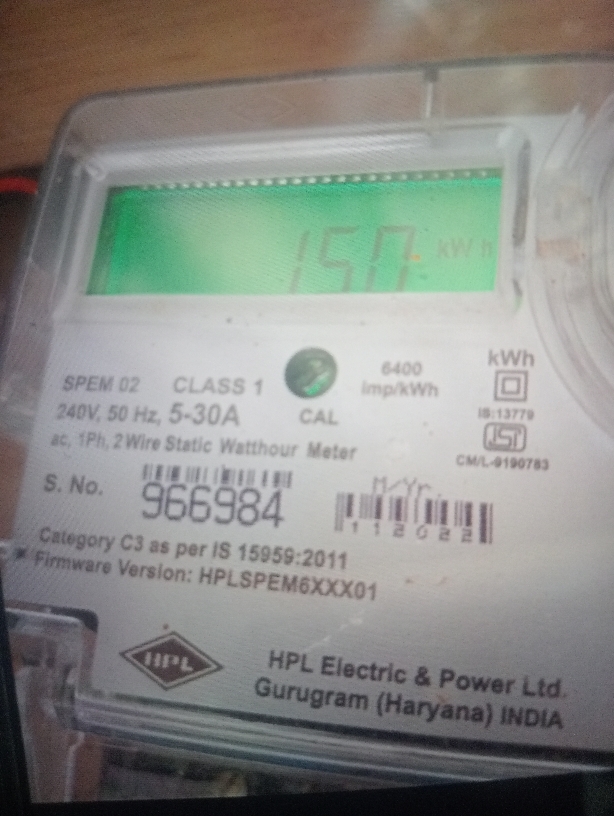 150 kWh
SPEM 02 CLASS 1
240V, 50 Hz, 5-30A
ac, 1Ph, 2 Wire Static Watthour Meter
CAL
6400
imp/kWh
kWh
IS:13779
ISI
CM/L-9190783
S. No. 966984
M/Yr.
112022
Category C3 as per IS 15959:2011
Firmware Version: HPLSPEM6XXX01
HPL
HPL Electric & Power Ltd.
Gurugram (Haryana) INDIA